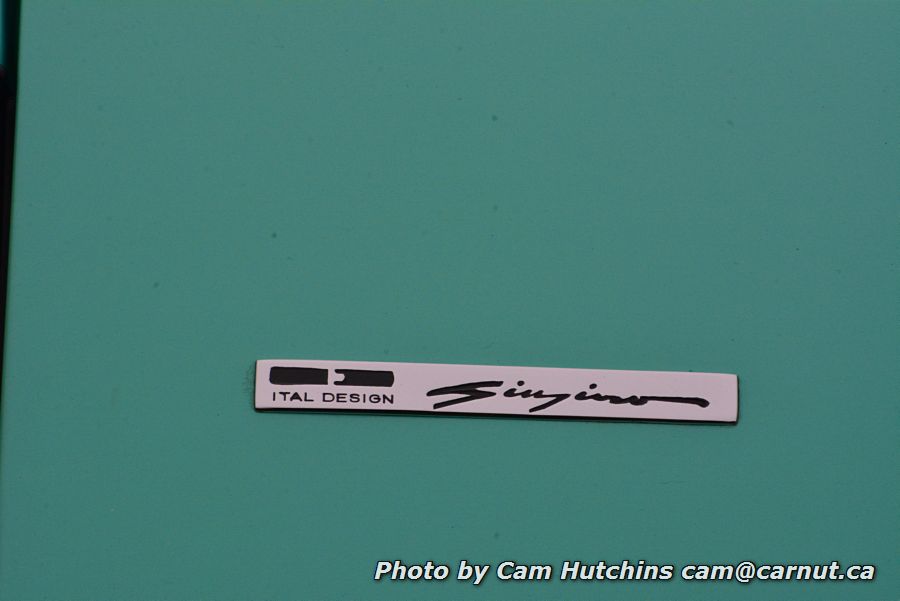 ITAL DESIGN
Giugiaro
Photo by Cam Hutchins cam@carnut.ca